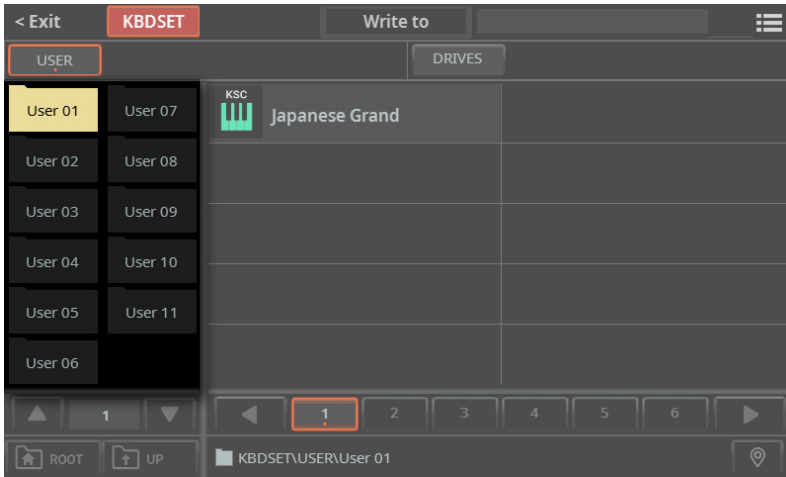 < Exit KBDSET Write to
USER DRIVES
User 01 User 07 KSC Japanese Grand
User 02 User 08
User 03 User 09
User 04 User 10
User 05 User 11
User 06
1 1 2 3 4 5 6
ROOT UP KBDSET\USER\User 01